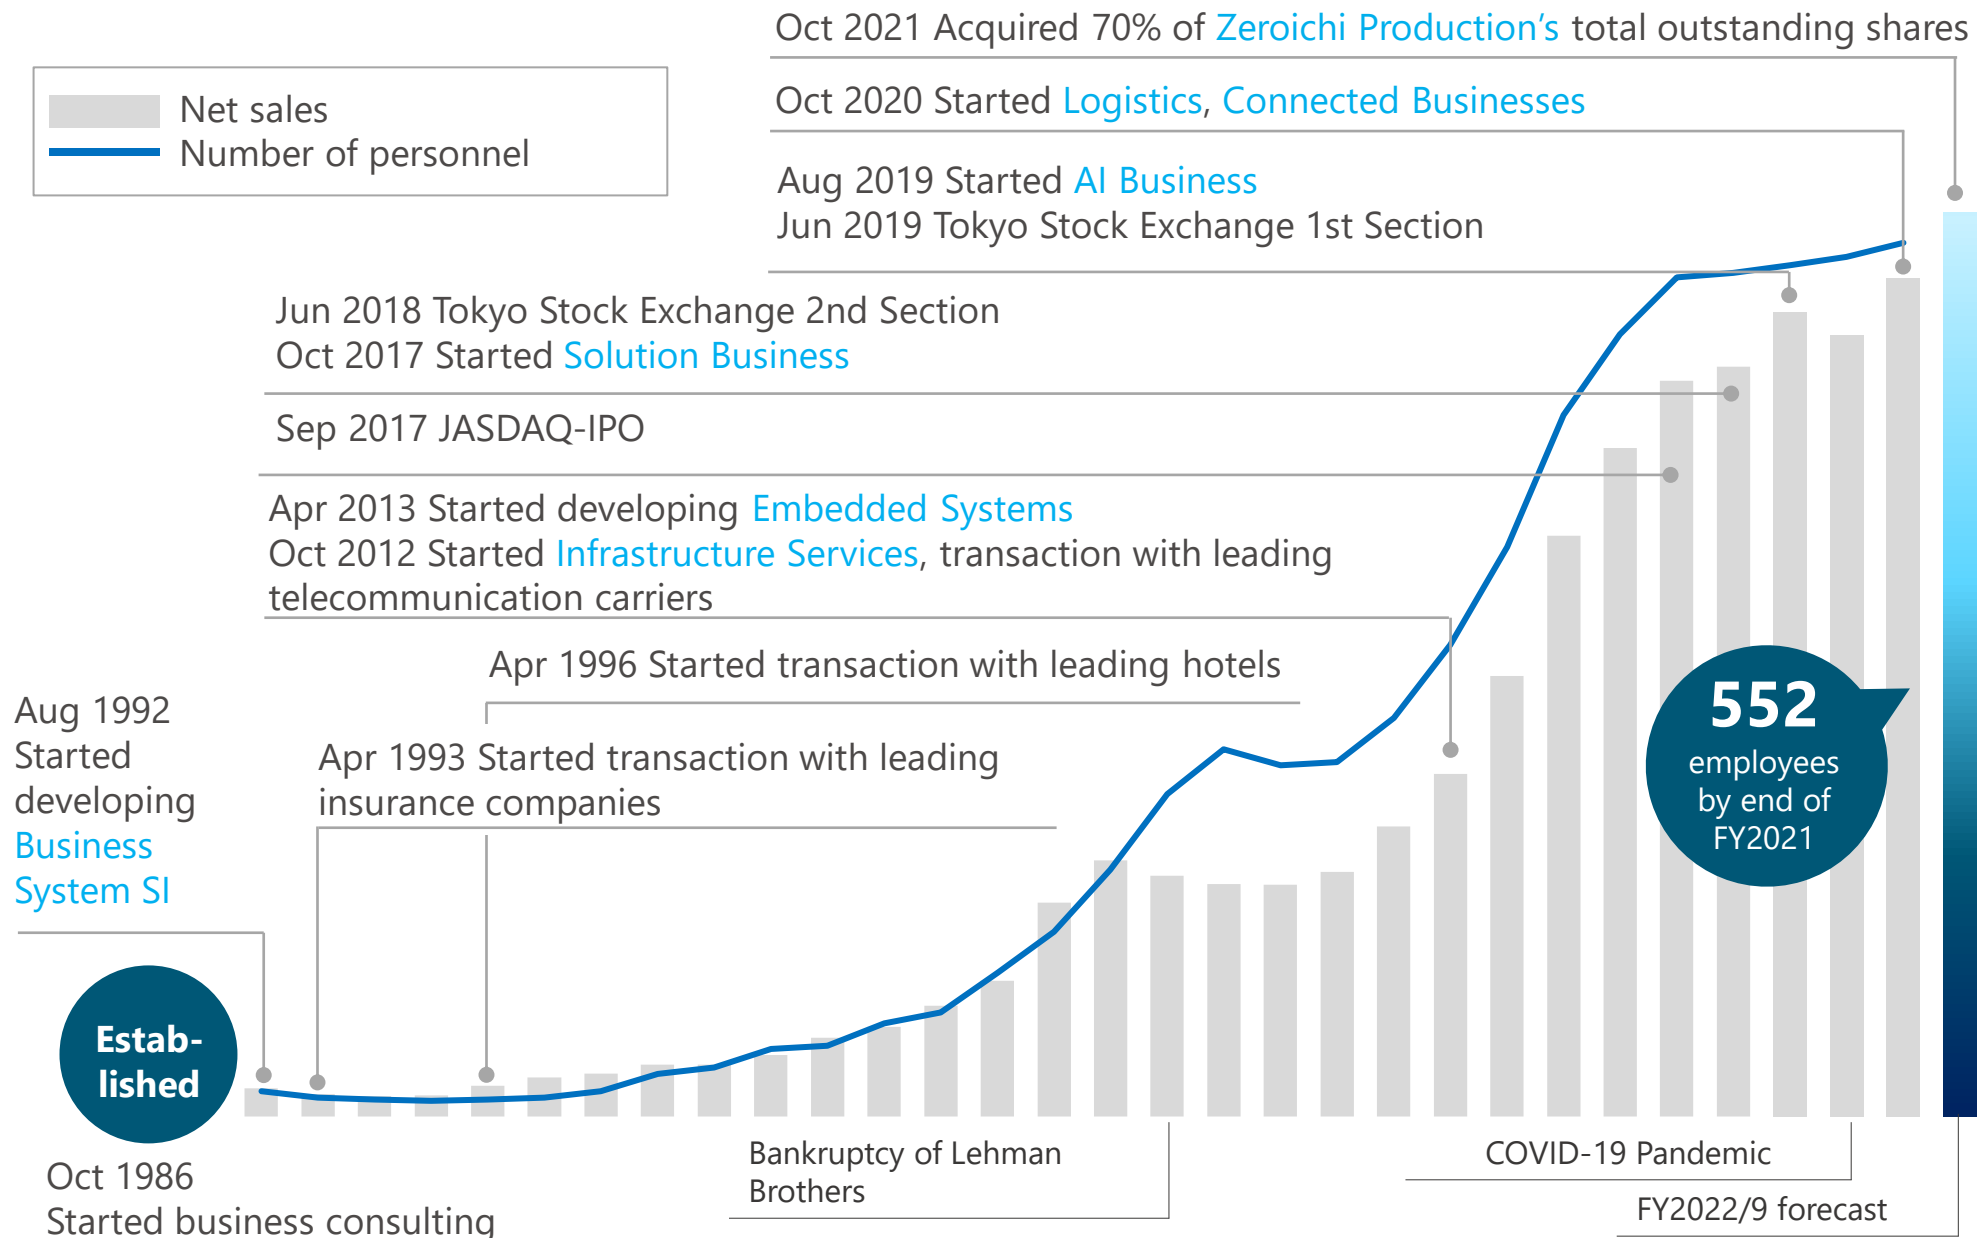 Oct 2021 Acquired 70% of Zeroichi Production’s total outstanding shares
Net sales
Number of personnel
Oct 2020 Started Logistics, Connected Businesses
Aug 2019 Started AI Business
Jun 2019 Tokyo Stock Exchange 1st Section
Jun 2018 Tokyo Stock Exchange 2nd Section
Oct 2017 Started Solution Business
Sep 2017 JASDAQ-IPO
Apr 2013 Started developing Embedded Systems
Oct 2012 Started Infrastructure Services, transaction with leading
telecommunication carriers
Apr 1996 Started transaction with leading hotels
Apr 1993 Started transaction with leading
insurance companies
Aug 1992
Started
developing
Business
System SI
552
employees
by end of
FY2021
Estab-
lished
Oct 1986
Started business consulting
Bankruptcy of Lehman
Brothers
COVID-19 Pandemic
FY2022/9 forecast